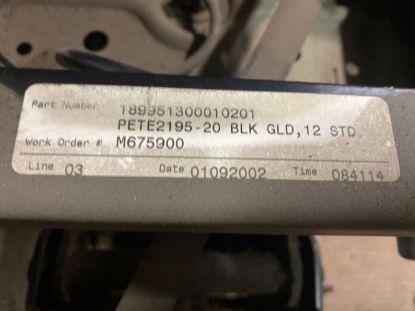 Part Number 189951300010201
PETE2195-20 BLK GLD,12 STD
Work Order # M675900
Line 03 Date 01092002 Time 084114